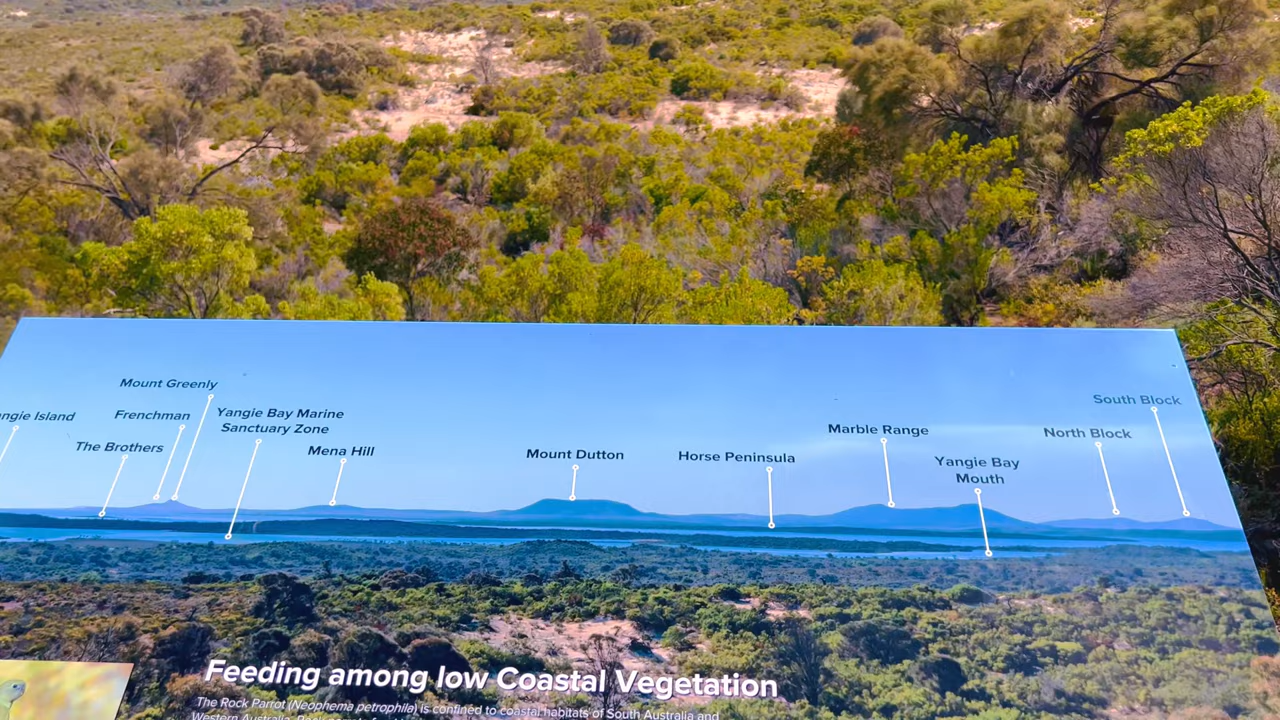 Mount Greenly
Island
Frenchman
Yangie Bay Marine
Sanctuary Zone
The Brothers
Mena Hill
Mount Dutton
Horse Peninsula
Marble Range
Yangie Bay
Mouth
North Block
South Block
Feeding among low Coastal Vegetation
The Rock Parrot (Neophema petrophila) is confined to coastal habitats of South Australia and
Western Australia.